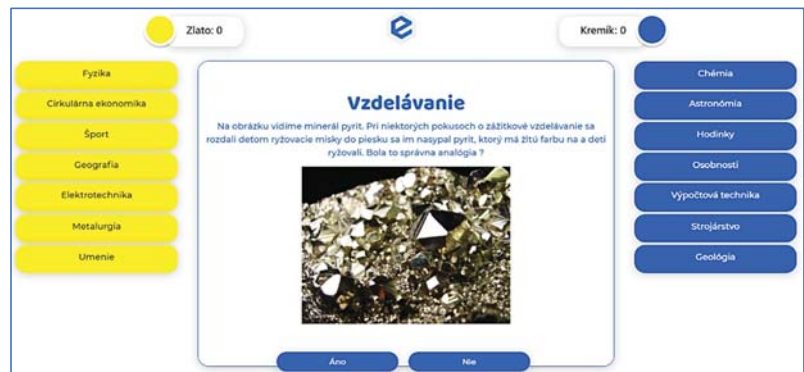 Zlato: 0
Kremík: 0
Fyzika
Cirkulárna ekonomika
Šport
Geografia
Elektrotechnika
Metalurgia
Umenie
Vzdelávanie
Na obrázku vidíme minerál pyrit. Pri niektorých pokusoch o zážitkové vzdelávanie sa
rozdali deťom ryžovacie misky do piesku sa im nasypal pyrit, ktorý má žltú farbu na a deti
ryžovali. Bola to správna analógia ?
Áno
Nie
Chémia
Astronómia
Hodinky
Osobnosti
Výpočtová technika
Strojárstvo
Geológia